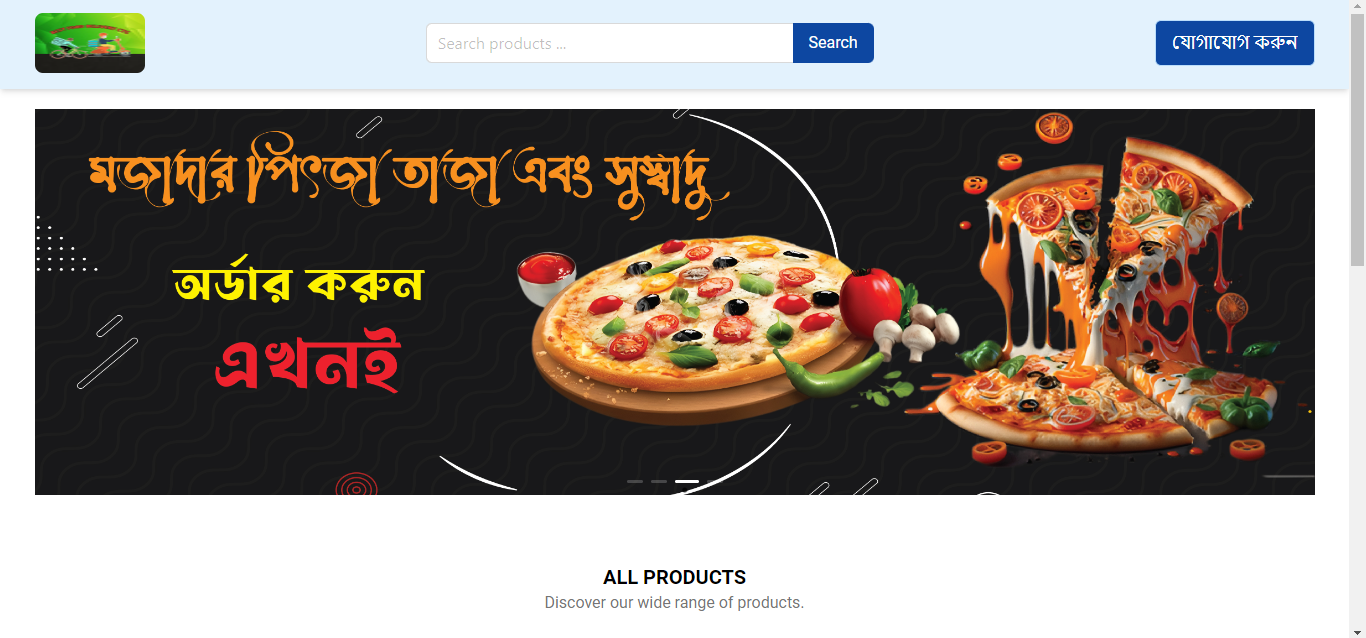 Search products ...
Search
যোগাযোগ করুন
মজাদার পিৎজা তাজা এবং সুস্বাদু
অর্ডার করুন
এখনই
ALL PRODUCTS
Discover our wide range of products.